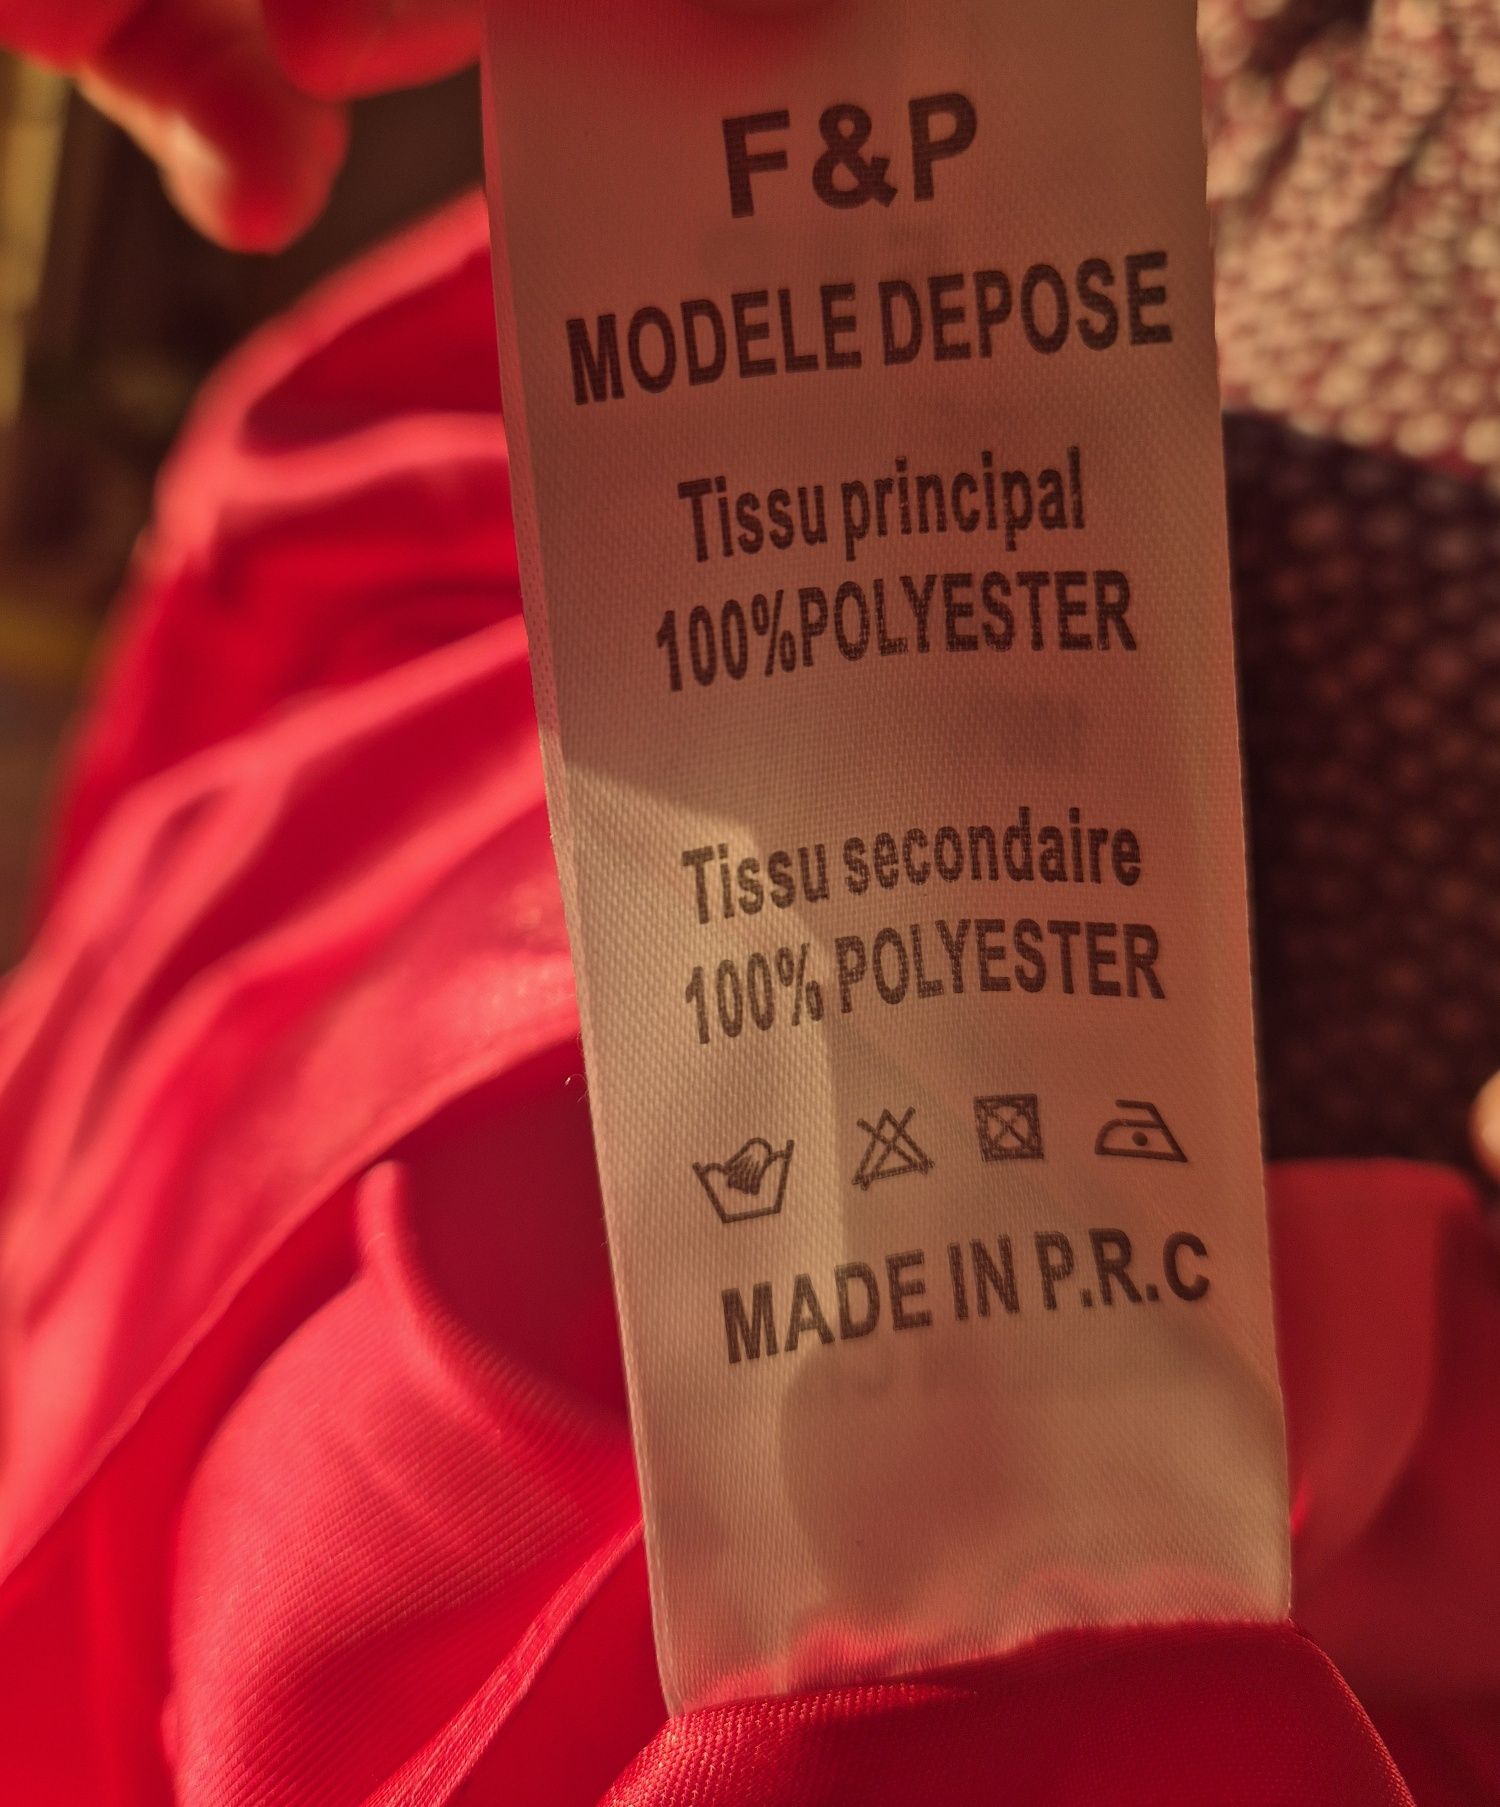 F&P
MODELE DEPOSE
Tissu principal
100%POLYESTER
Tissu secondaire
100% POLYESTER
MADE IN P.R.C